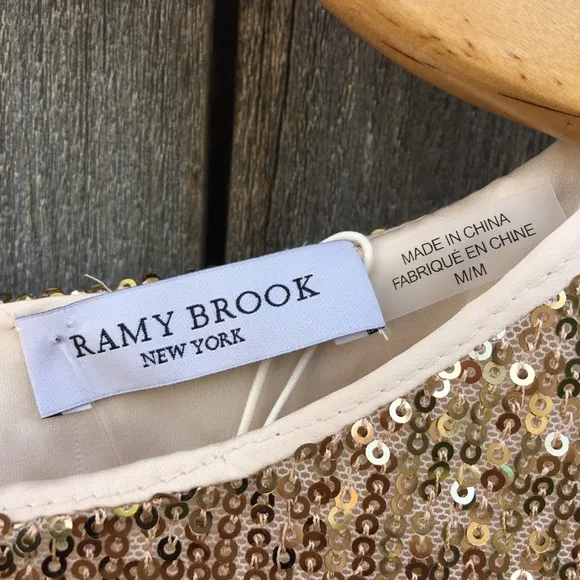 RAMY BROOK
NEW YORK
MADE IN CHINA
FABRIQUÉ EN CHINE
M/M